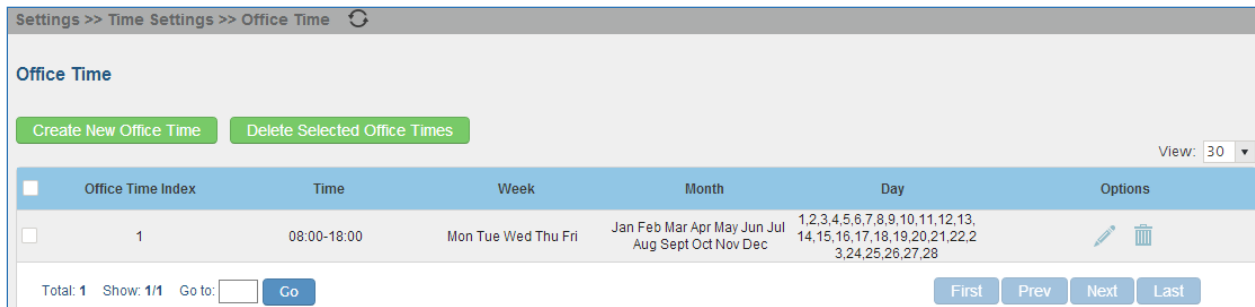 Settings >> Time Settings >> Office Time
Office Time
Create New Office Time Delete Selected Office Times
View: 30
Office Time Index Time Week Month Day Options
1 08:00-18:00 Mon Tue Wed Thu Fri Jan Feb Mar Apr May Jun Jul
Aug Sept Oct Nov Dec 1,2,3,4,5,6,7,8,9,10,11,12,13,
14,15,16,17,18,19,20,21,22,2
3,24,25,26,27,28
Total: 1 Show: 1/1 Go to: Go First Prev Next Last